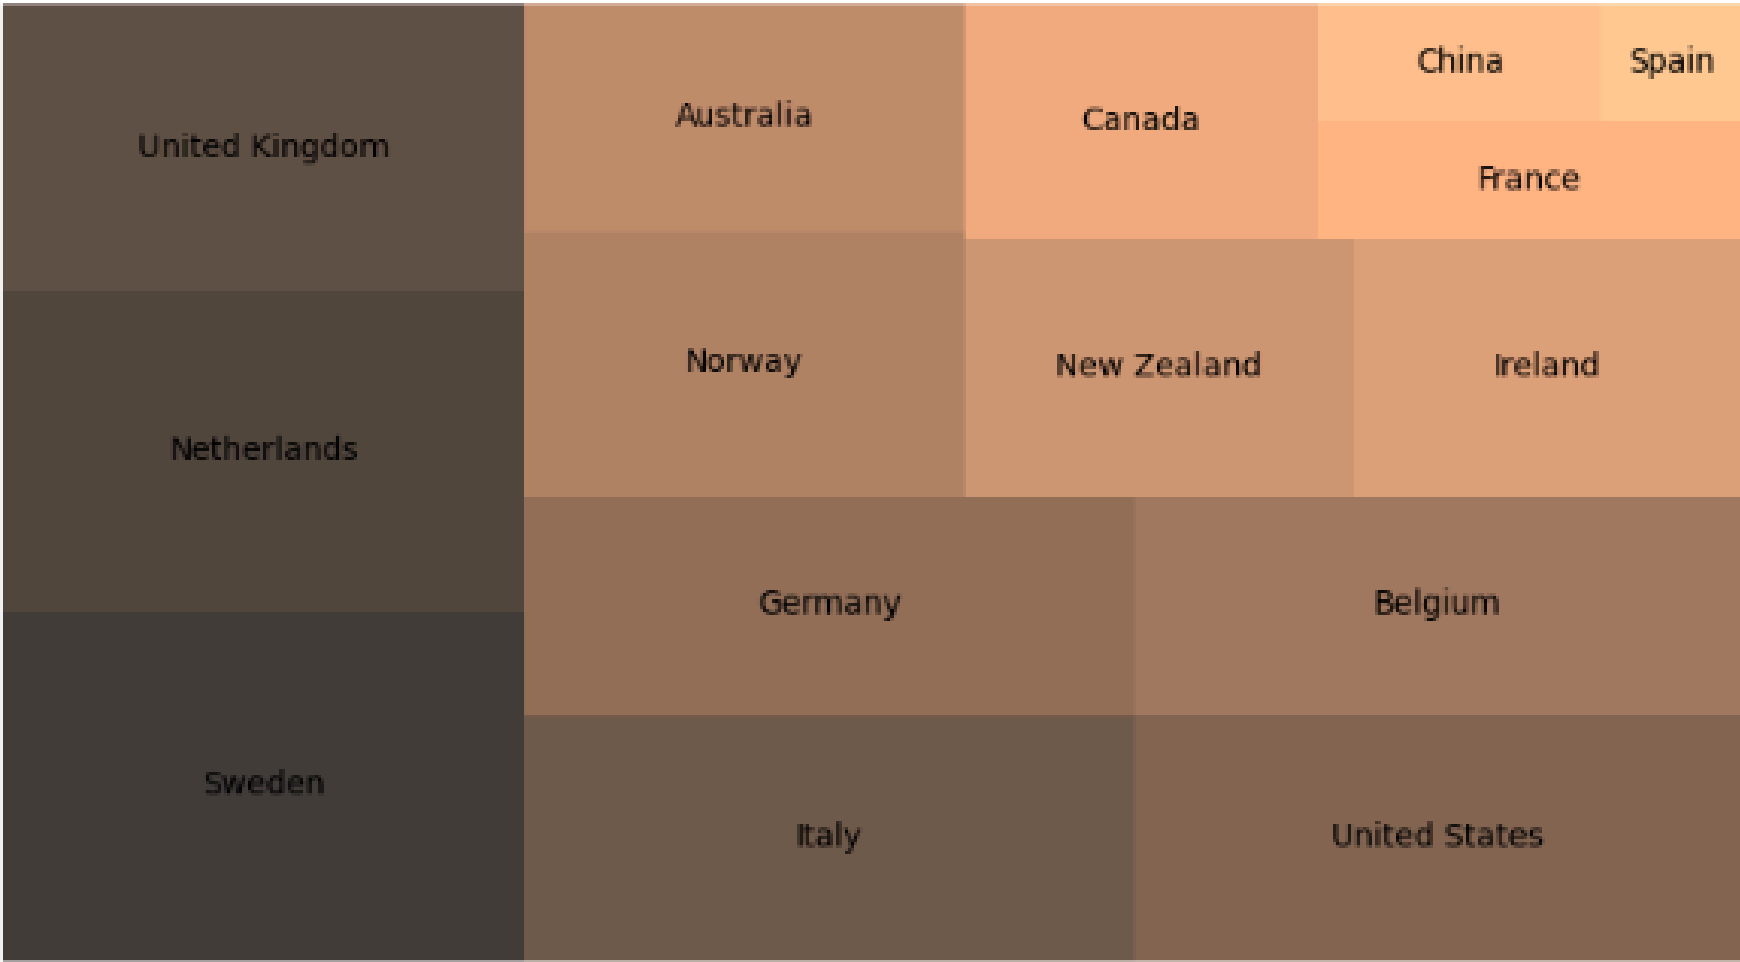 United Kingdom
Netherlands
Sweden
Australia
Norway
Canada
China
Spain
France
New Zealand
Ireland
Germany
Belgium
Italy
United States